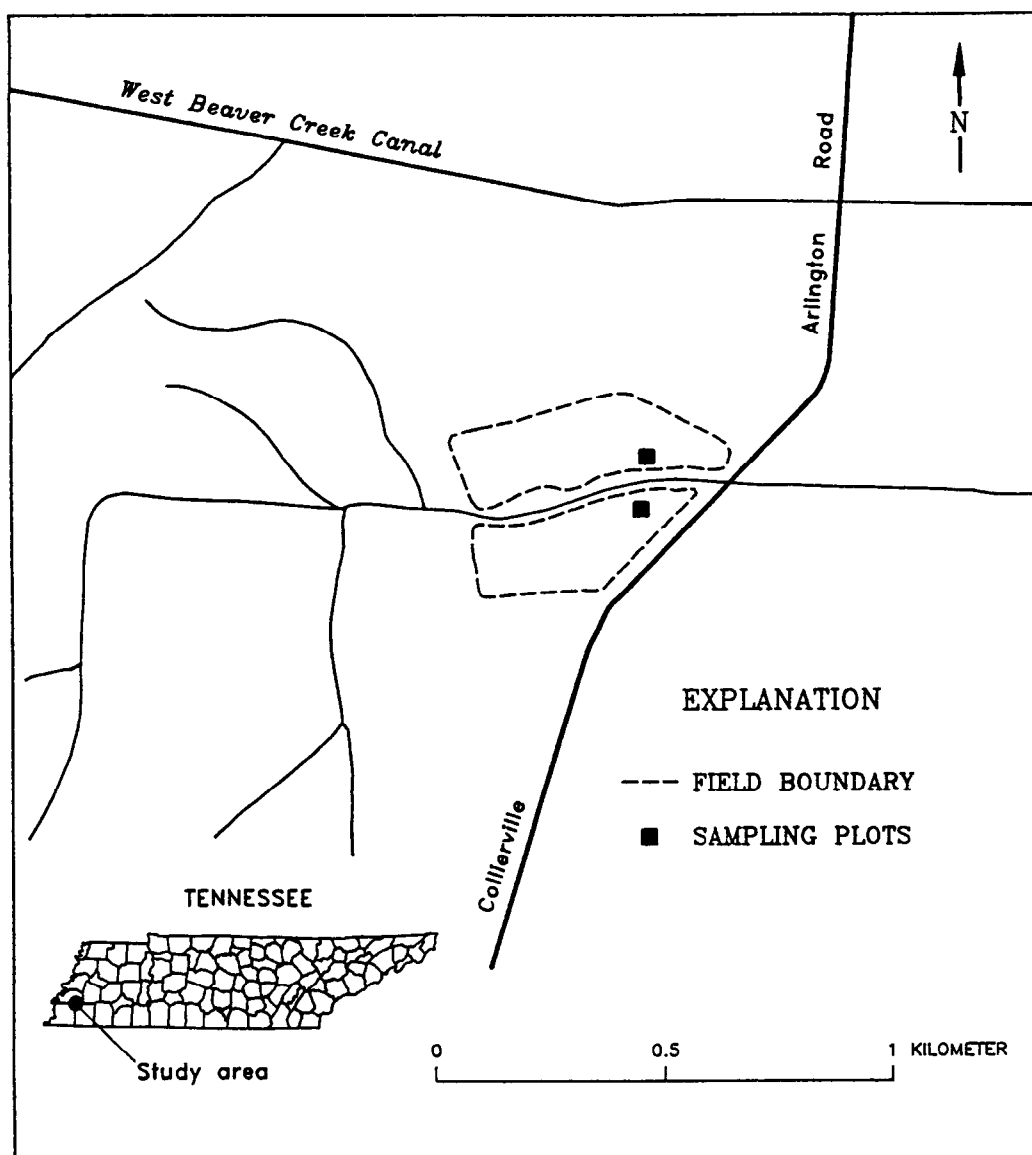 West Beaver Creek Canal
Road
N
Arlington
EXPLANATION
FIELD BOUNDARY
SAMPLING PLOTS
Collierville
TENNESSEE
Study area
0 0.5 1 KILOMETER